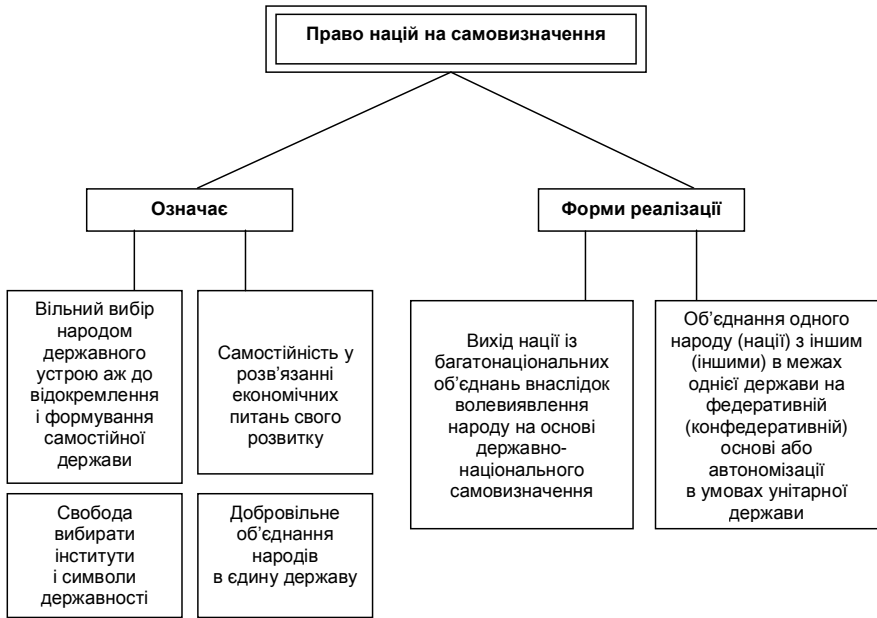 Право націй на самовизначення
Означає
Форми реалізації
Вільний вибір
народом
державного
устрою аж до
відокремлення
і формування
самостійної
держави
Самостійність у
розв’язанні
економічних
питань свого
розвитку
Вихід нації із
багатонаціональних
об’єднань внаслідок
волевиявлення
народу на основі
державно-
національного
самовизначення
Об’єднання одного
народу (нації) з іншим
(іншими) в межах
однієї держави на
федеративній
(конфедеративній)
основі або
автономізації
в умовах унітарної
держави
Свобода
вибирати
інститути
і символи
державності
Добровільне
об’єднання
народів
в єдину державу